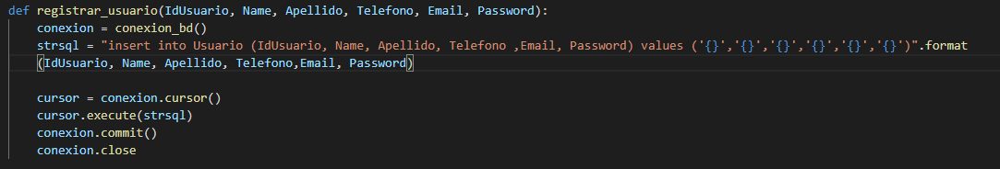 def registrar_usuario(IdUsuario, Name, Apellido, Telefono, Email, Password):
    conexion = conexion_bd()
    strsql = "insert into Usuario (IdUsuario, Name, Apellido, Telefono ,Email, Password) values ('{}','{}','{}','{}','{}','{}')".format
    (IdUsuario, Name, Apellido, Telefono,Email, Password)
    cursor = conexion.cursor()
    cursor.execute(strsql)
    conexion.commit()
    conexion.close